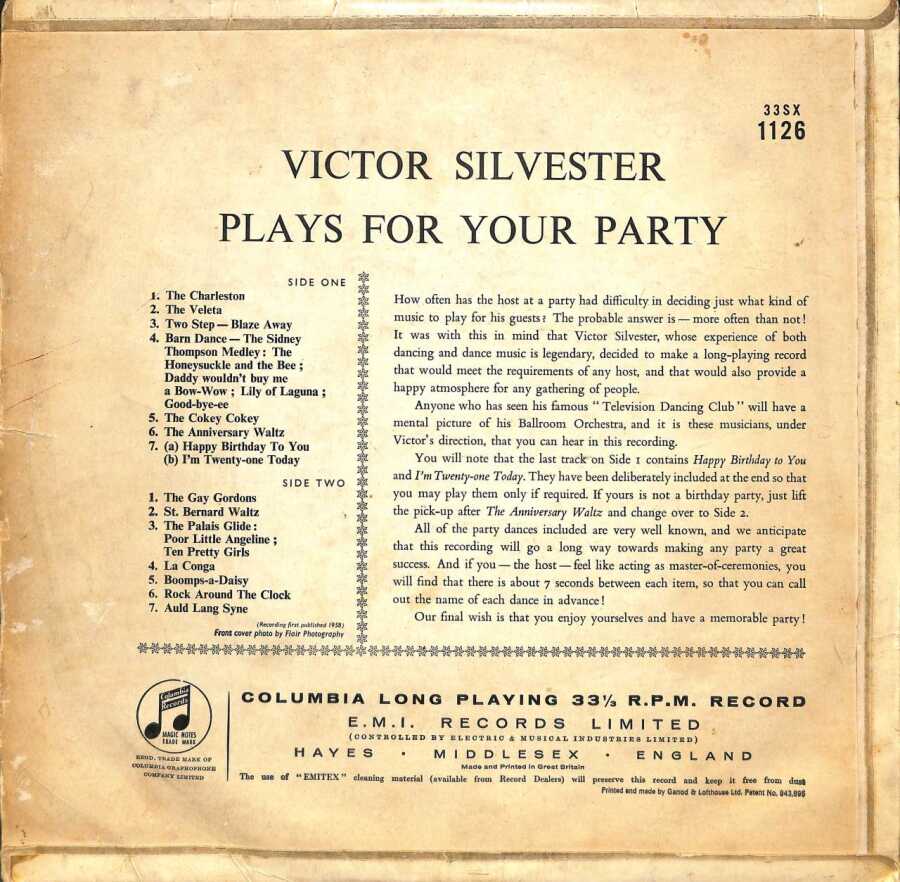 33SX
1126
VICTOR SILVESTER
PLAYS FOR YOUR PARTY
SIDE ONE
1. The Charleston
2. The Veleta
3. Two Step — Blaze Away
4. Barn Dance — The Sidney
Thompson Medley : The
Honeysuckle and the Bee ;
Daddy wouldn't buy me
a Bow-Wow ; Lily of Laguna ;
Good-bye-ee
5. The Cokey Cokey
6. The Anniversary Waltz
7. (a) Happy Birthday To You
(b) I'm Twenty-one Today
SIDE TWO
1. The Gay Gordons
2. St. Bernard Waltz
3. The Palais Glide :
Poor Little Angeline ;
Ten Pretty Girls
4. La Conga
5. Boomps-a-Daisy
6. Rock Around The Clock
7. Auld Lang Syne
(Recording first published 1958)
Front cover photo by Flair Photography
How often has the host at a party had difficulty in deciding just what kind of
music to play for his guests? The probable answer is — more often than not!
It was with this in mind that Victor Silvester, whose experience of both
dancing and dance music is legendary, decided to make a long-playing record
that would meet the requirements of any host, and that would also provide a
happy atmosphere for any gathering of people.
Anyone who has seen his famous " Television Dancing Club " will have a
mental picture of his Ballroom Orchestra, and it is these musicians, under
Victor's direction, that you can hear in this recording.
You will note that the last track on Side 1 contains Happy Birthday to You
and I'm Twenty-one Today. They have been deliberately included at the end so that
you may play them only if required. If yours is not a birthday party, just lift
the pick-up after The Anniversary Waltz and change over to Side 2.
All of the party dances included are very well known, and we anticipate
that this recording will go a long way towards making any party a great
success. And if you — the host — feel like acting as master-of-ceremonies, you
will find that there is about 7 seconds between each item, so that you can call
out the name of each dance in advance!
Our final wish is that you enjoy yourselves and have a memorable party!
Columbia
Records
MAGIC NOTES
TRADE MARK
REGD. TRADE MARK OF
COLUMBIA GRAPHOPHONE
COMPANY LIMITED
COLUMBIA LONG PLAYING 33⅓ R.P.M. RECORD
E.M.I. RECORDS LIMITED
(CONTROLLED BY ELECTRIC & MUSICAL INDUSTRIES LIMITED)
HAYES · MIDDLESEX · ENGLAND
Made and Printed in Great Britain
The use of "EMITEX" cleaning material (available from Record Dealers) will preserve this record and keep it free from dust
Printed and made by Garrod & Lofthouse Ltd. Patent No. 943,895